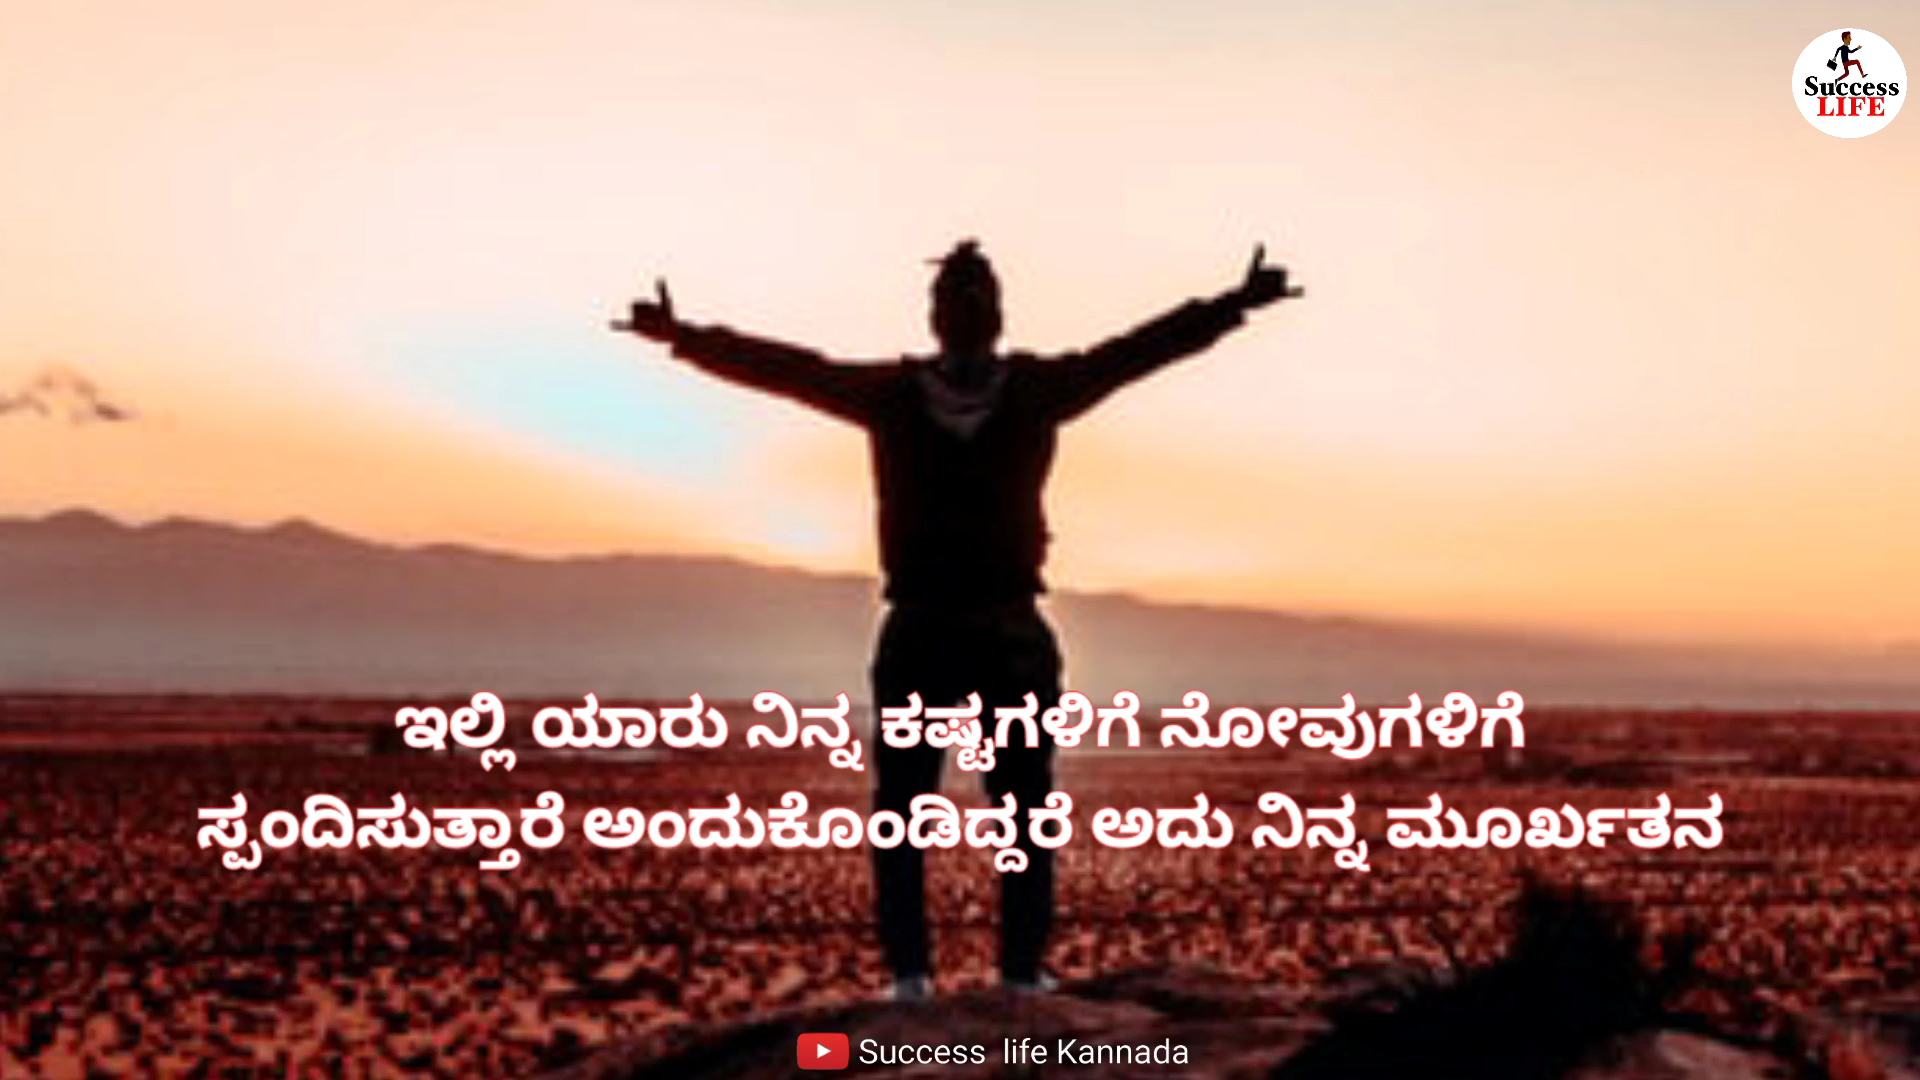 Success
LIFE
ಇಲ್ಲಿ ಯಾರು ನಿನ್ನ ಕಷ್ಟಗಳಿಗೆ ನೋವುಗಳಿಗೆ
ಸ್ಪಂದಿಸುತ್ತಾರೆ ಅಂದುಕೊಂಡಿದ್ದರೆ ಅದು ನಿನ್ನ ಮೂರ್ಖತನ
Success life Kannada